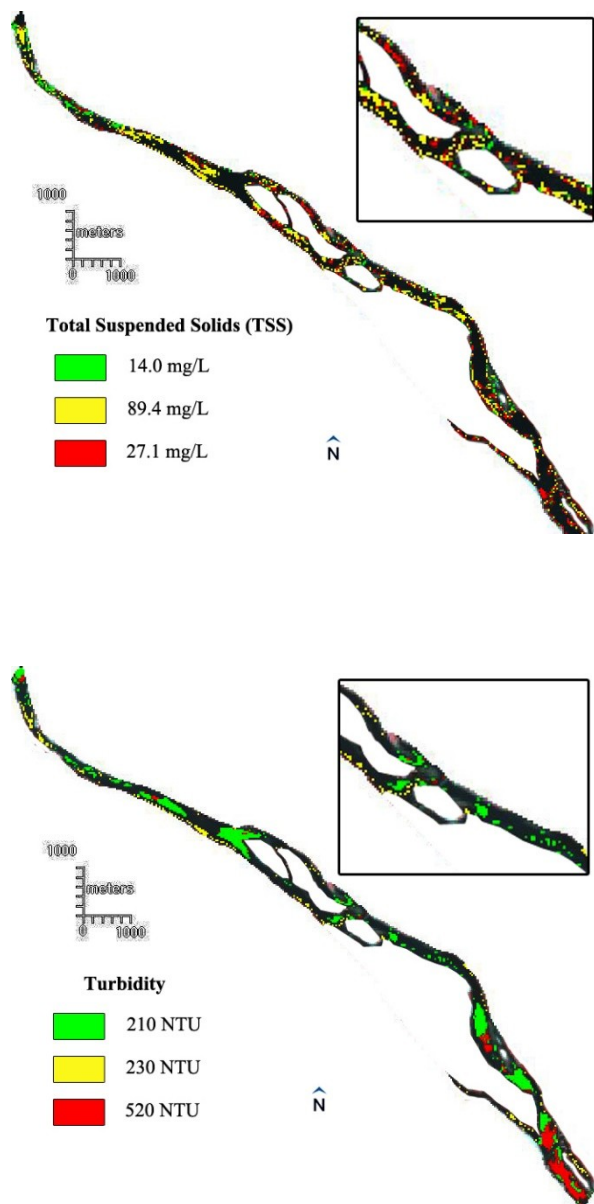 1000
meters
0 1000
Total Suspended Solids (TSS)
14.0 mg/L
89.4 mg/L
27.1 mg/L
N
1000
meters
0 1000
Turbidity
210 NTU
230 NTU
520 NTU
N